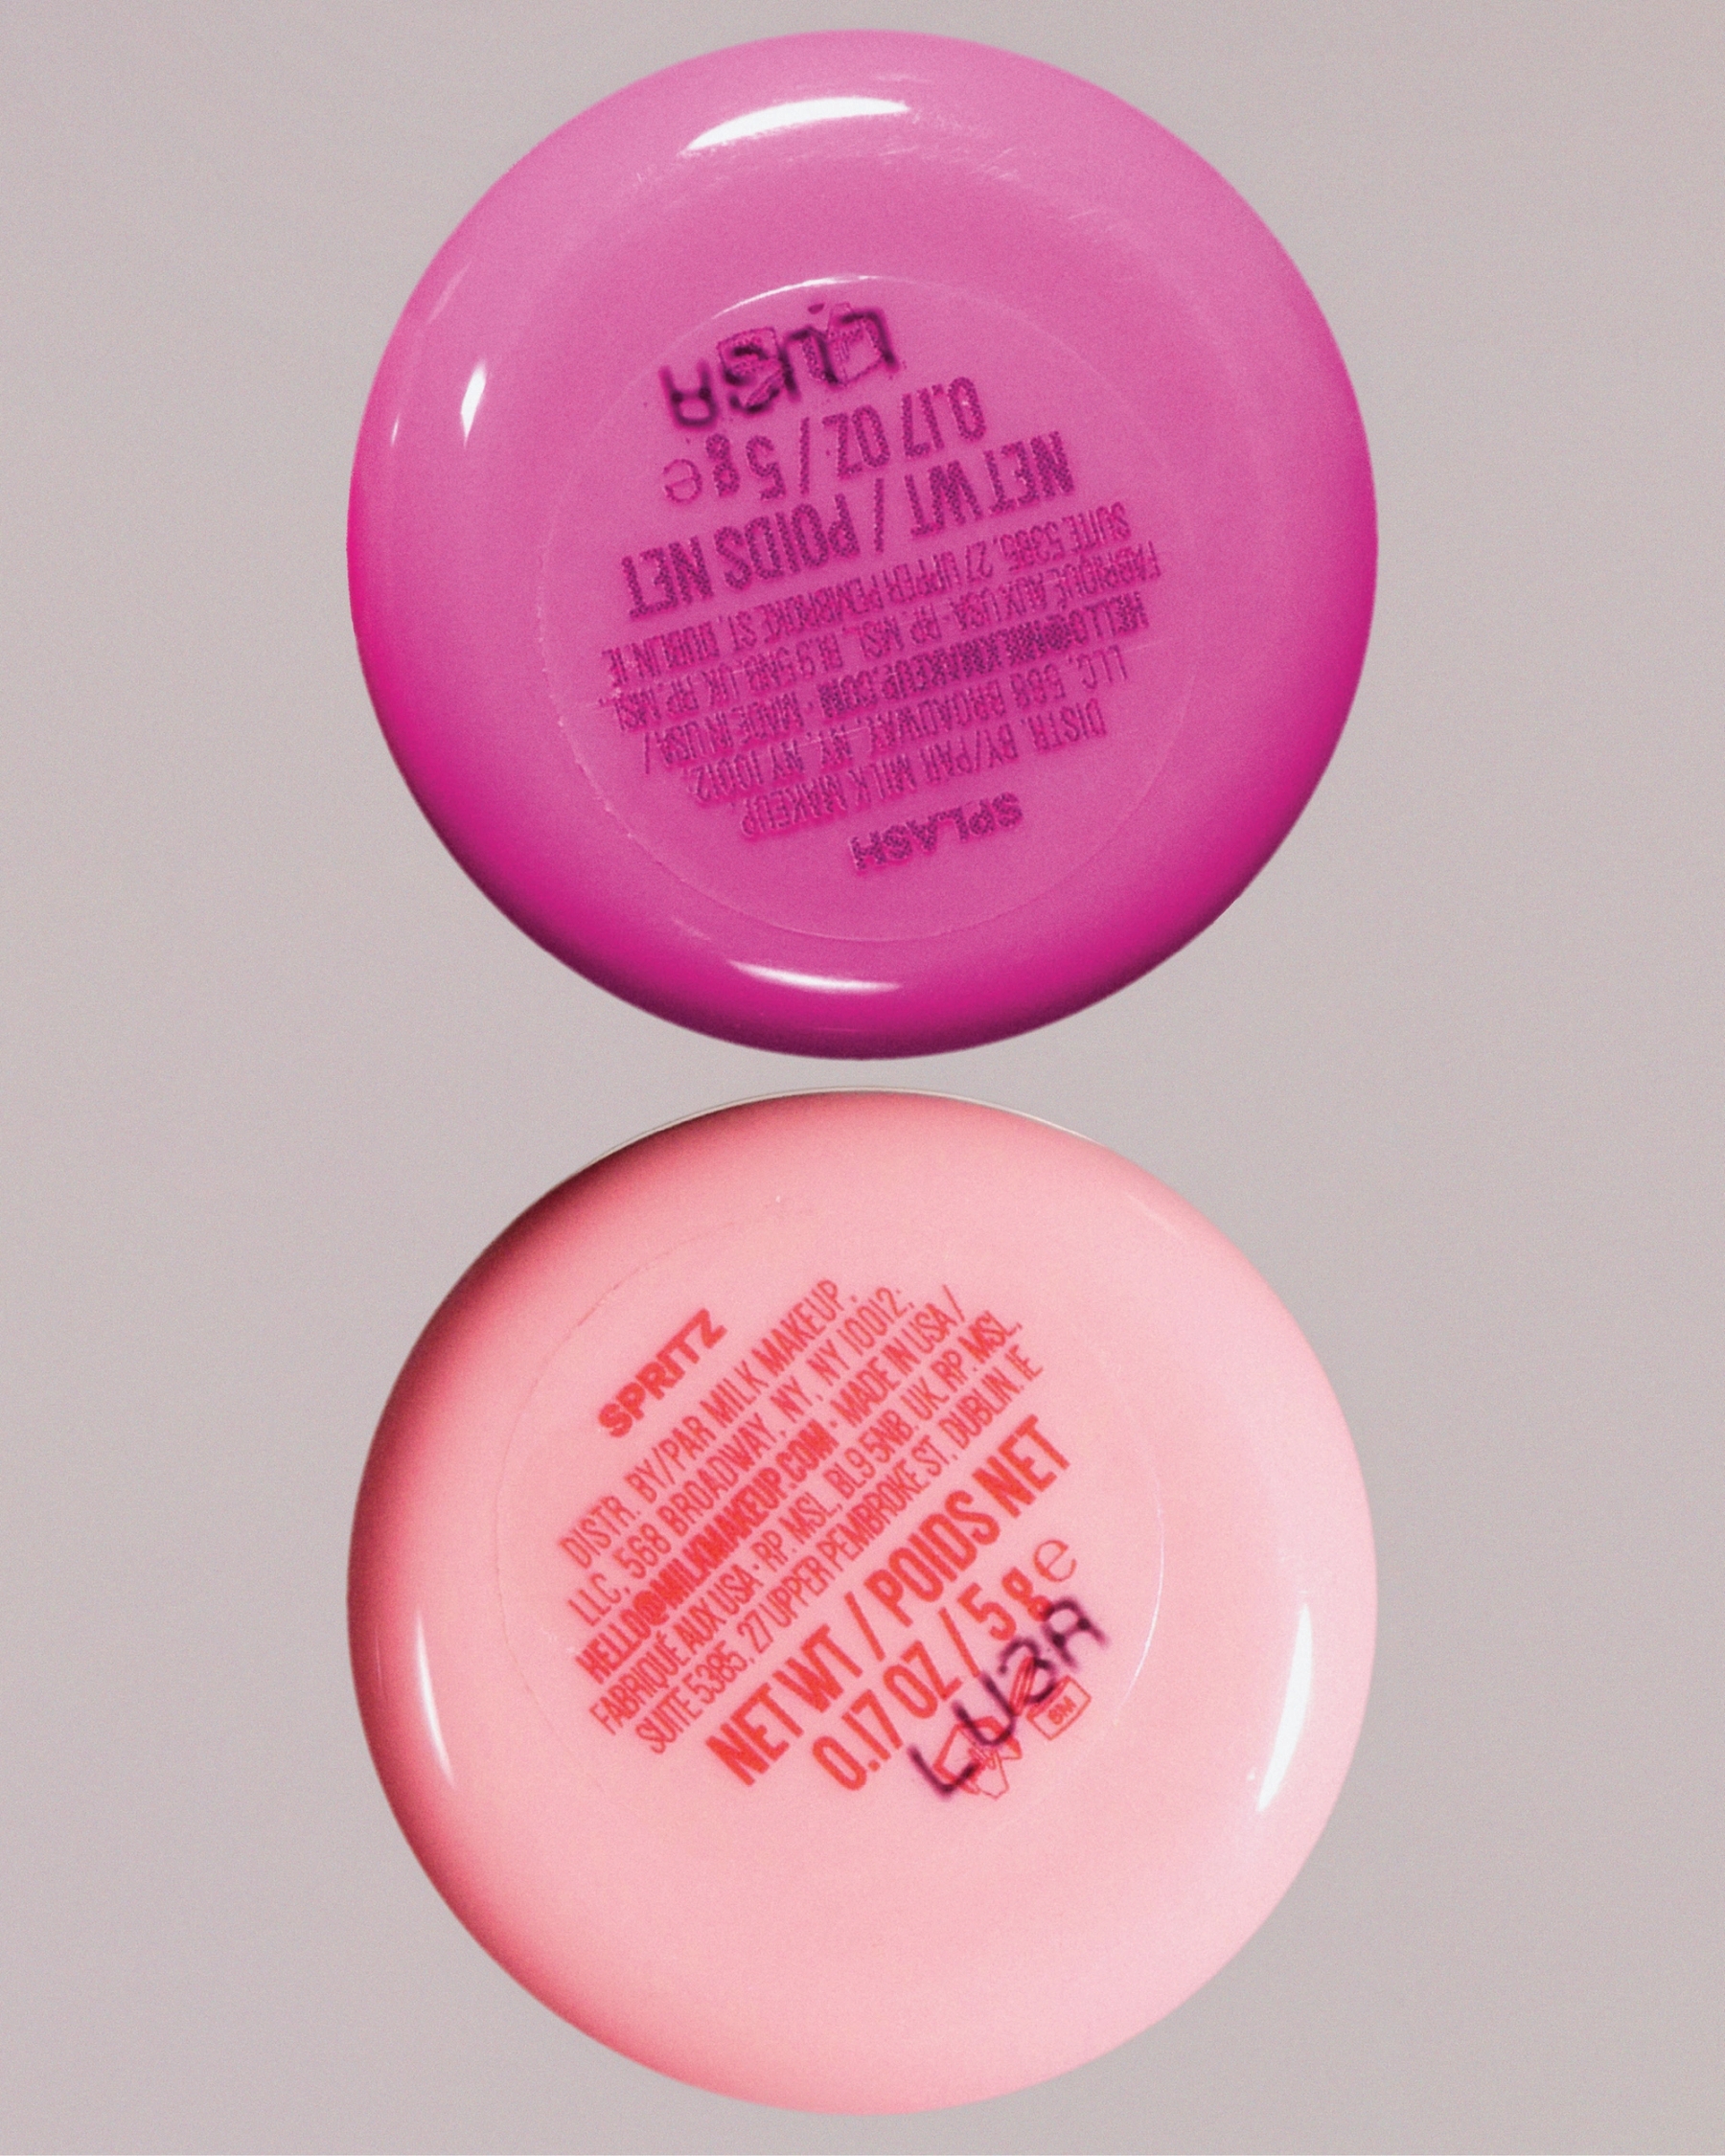 SPLASH
DISTR. BY/PAR MILK MAKEUP,
LLC, 568 BROADWAY, NY, NY 10012;
HELLO@MILKMAKEUP.COM • MADE IN USA /
FABRIQUÉ AUX USA • RP. MSL, BL9 5NB, UK. RP. MSL,
SUITE 5385, 27 UPPER PEMBROKE ST, DUBLIN, IE
NET WT / POIDS NET
0.17 OZ / 5 g e
SPRITZ
DISTR. BY/PAR MILK MAKEUP,
LLC, 568 BROADWAY, NY, NY 10012;
HELLO@MILKMAKEUP.COM • MADE IN USA /
FABRIQUÉ AUX USA • RP. MSL, BL9 5NB, UK. RP. MSL,
SUITE 5385, 27 UPPER PEMBROKE ST, DUBLIN, IE
NET WT / POIDS NET
0.17 OZ / 5 g e
LU3A